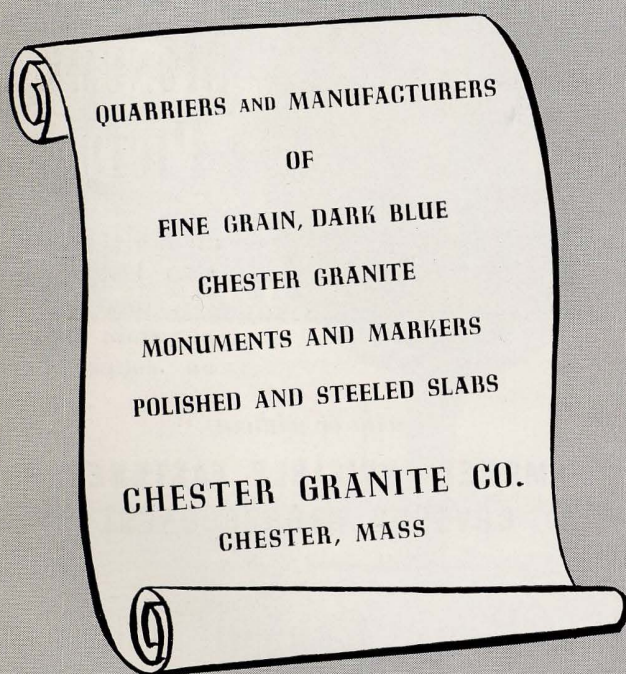 QUARRIERS AND MANUFACTURERS
OF
FINE GRAIN, DARK BLUE
CHESTER GRANITE
MONUMENTS AND MARKERS
POLISHED AND STEELED SLABS
CHESTER GRANITE CO.
CHESTER, MASS